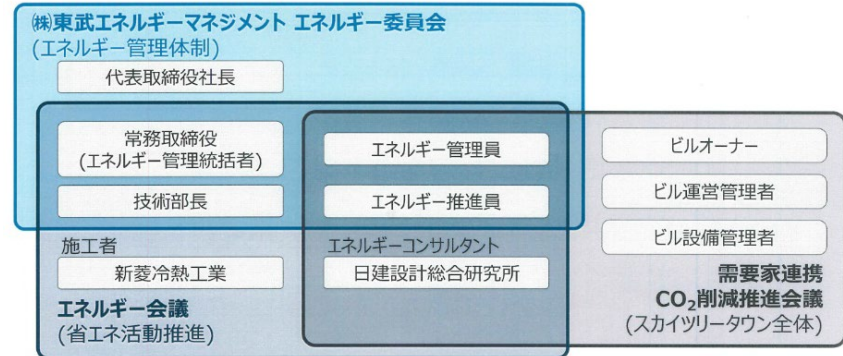 ㈱東武エネルギーマネジメント エネルギー委員会
(エネルギー管理体制)
代表取締役社長
常務取締役
(エネルギー管理統括者)
技術部長
エネルギー管理員
エネルギー推進員
ビルオーナー
ビル運営管理者
ビル設備管理者
施工者
新菱冷熱工業
エネルギーコンサルタント
日建設計総合研究所
エネルギー会議
(省エネ活動推進)
需要家連携
CO₂削減推進会議
(スカイツリータウン全体)